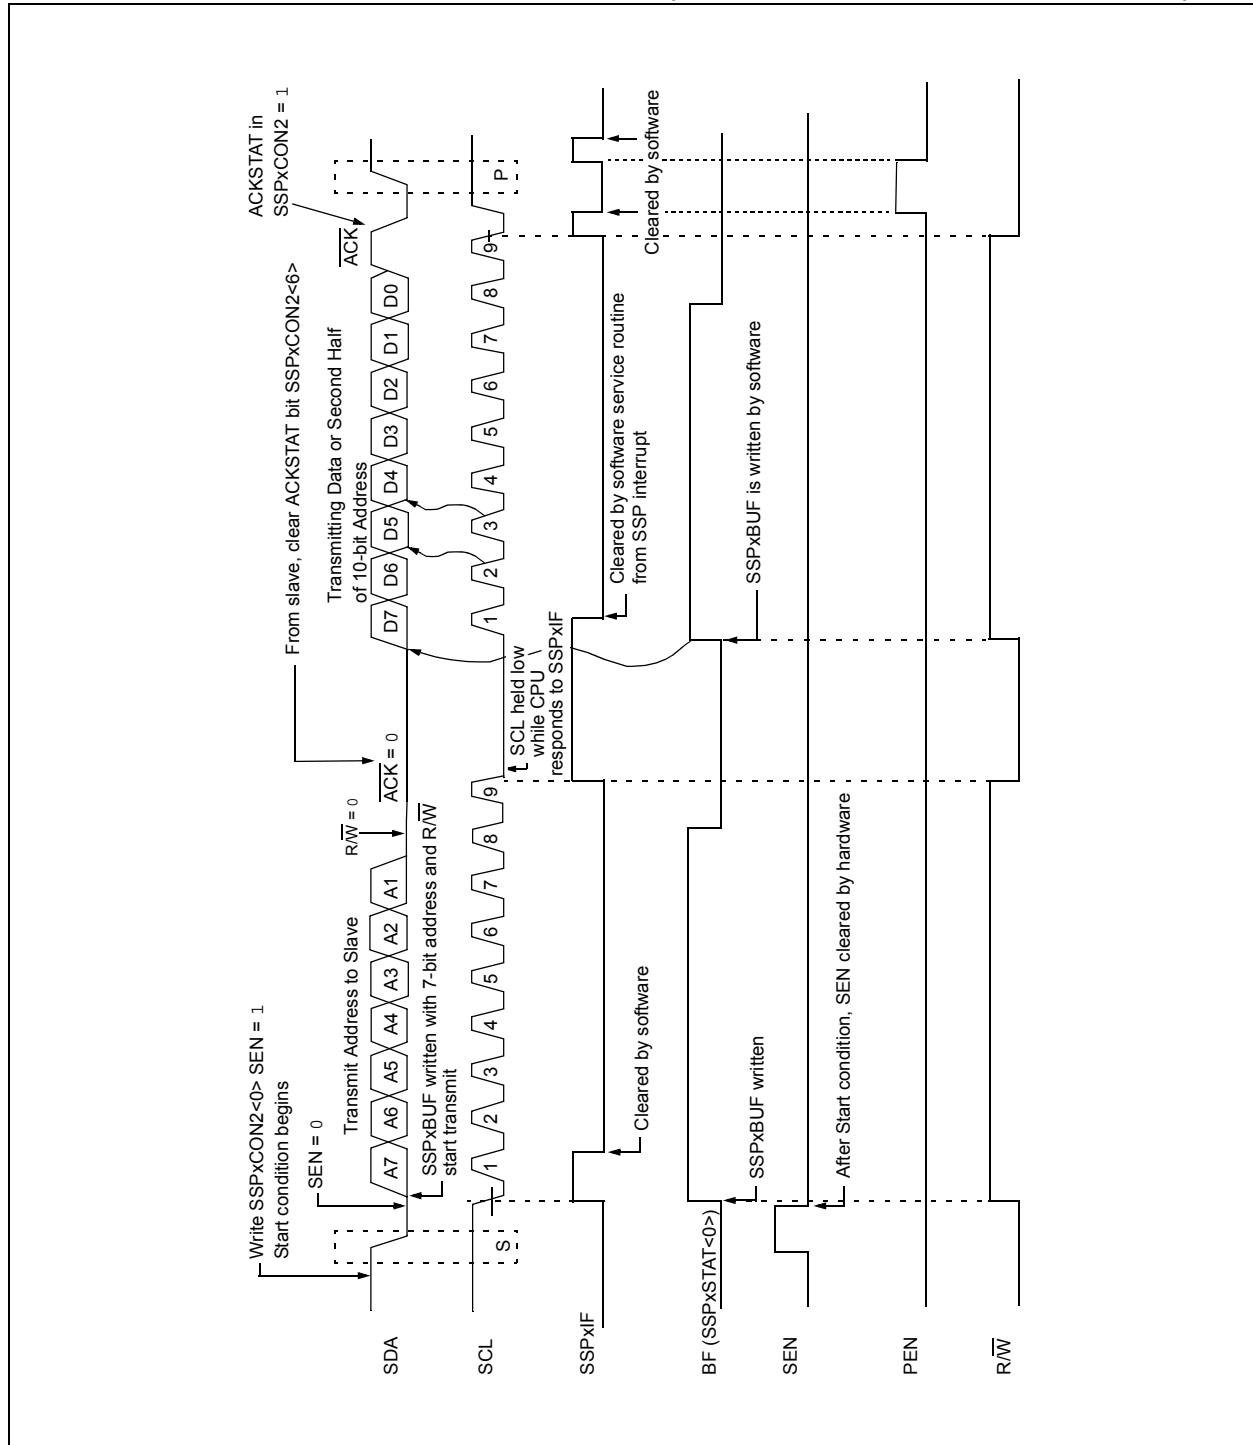 Write SSPxCON2<0> SEN = 1
Start condition begins
SEN = 0
Transmit Address to Slave
R/W = 0
From slave, clear ACKSTAT bit SSPxCON2<6>
ACK = 0
Transmitting Data or Second Half
of 10-bit Address
ACKSTAT in
SSPxCON2 = 1
ACK
SDA
A7 A6 A5 A4 A3 A2 A1
D7 D6 D5 D4 D3 D2 D1 D0
SSPxBUF written with 7-bit address and R/W
start transmit
SCL
S
1 2 3 4 5 6 7 8 9
1 2 3 4 5 6 7 8 9
P
SCL held low
while CPU
responds to SSPxIF
SSPxIF
Cleared by software
Cleared by software service routine
from SSP interrupt
Cleared by software
Cleared by software
BF (SSPxSTAT<0>)
SSPxBUF written
SSPxBUF is written by software
SEN
After Start condition, SEN cleared by hardware
PEN
R/W